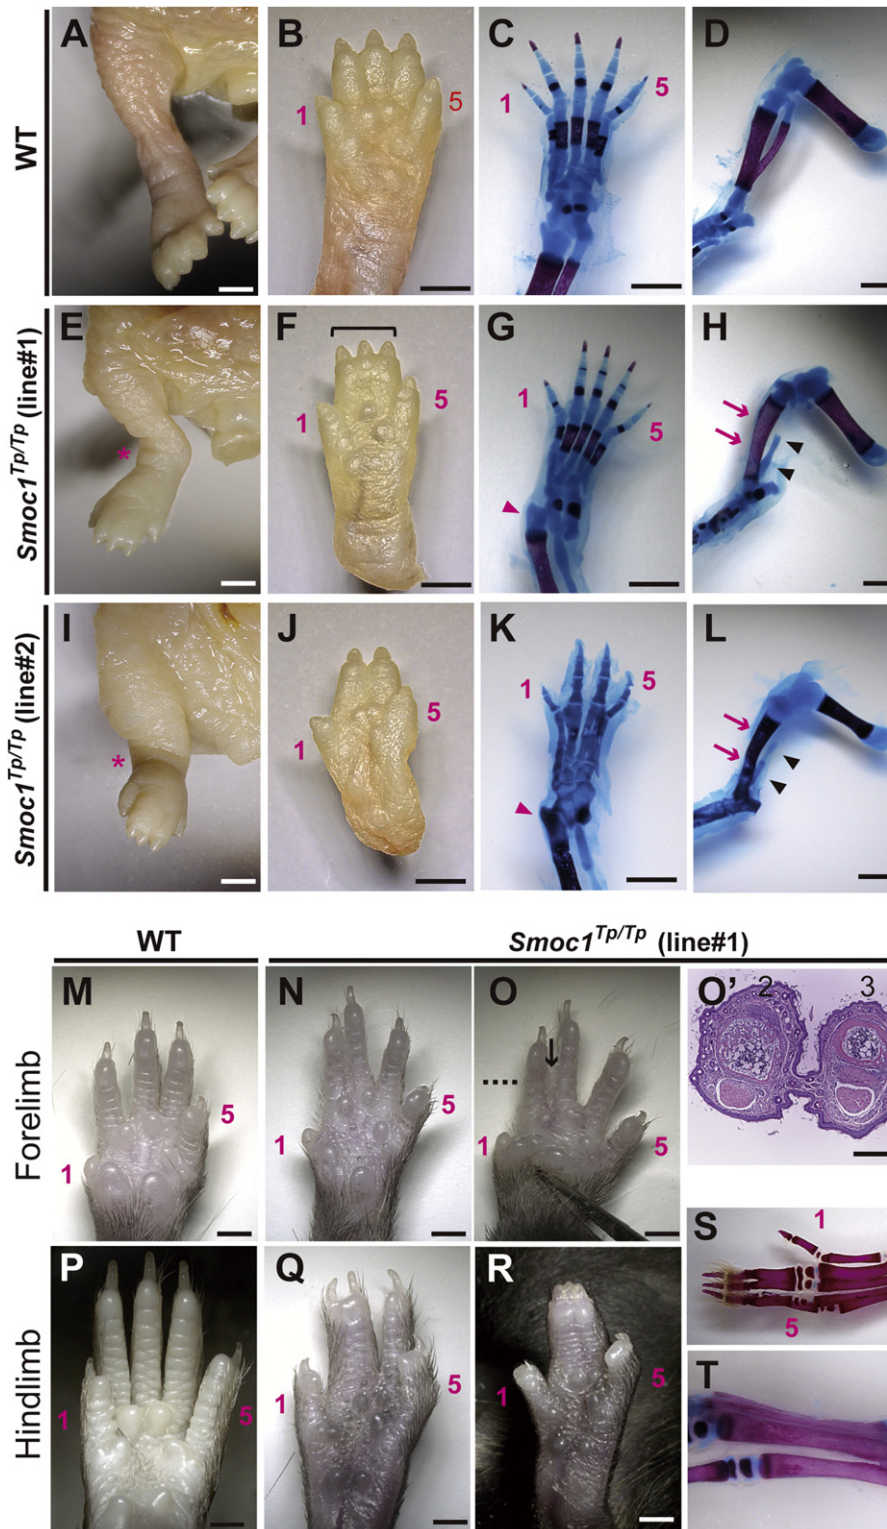 A B C D
WT
1 5 1 5
E F G H
Smoc1Tp/Tp (line#1)
*
1 5 1 5
I J K L
Smoc1Tp/Tp (line#2)
*
1 5 1 5
WT Smoc1Tp/Tp (line#1)
M N O O’ 2 3
Forelimb
5 5
1 1 1 5
S 1
P Q R
Hindlimb
5
1 5 1 5 1 5
T